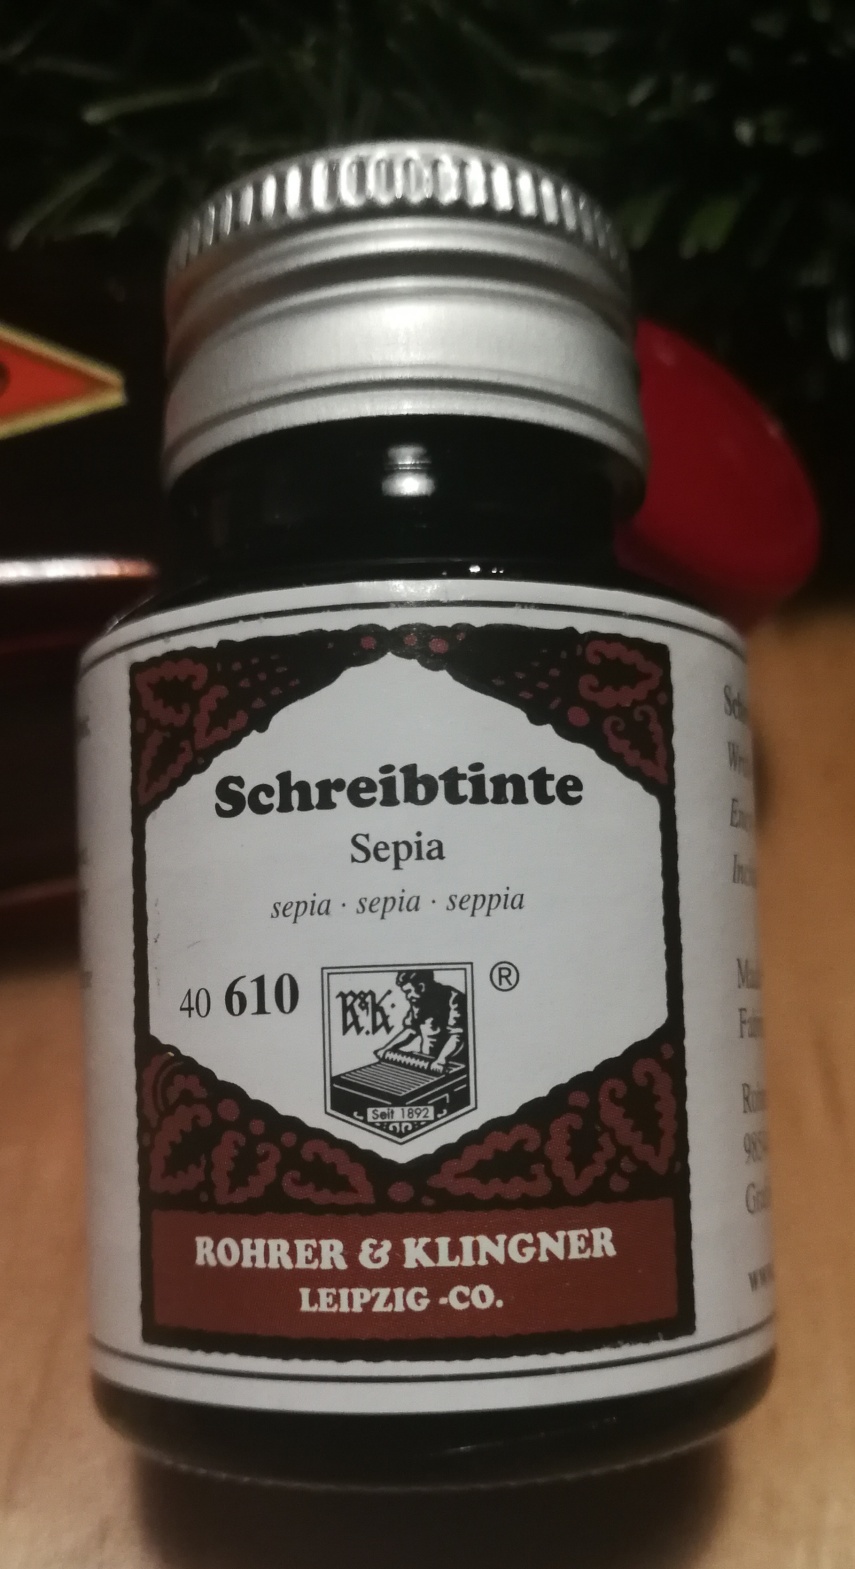 Schreibtinte
Sepia
sepia · sepia · seppia
40 610
®
R&K
Seit 1892
ROHRER & KLINGNER
LEIPZIG -CO.